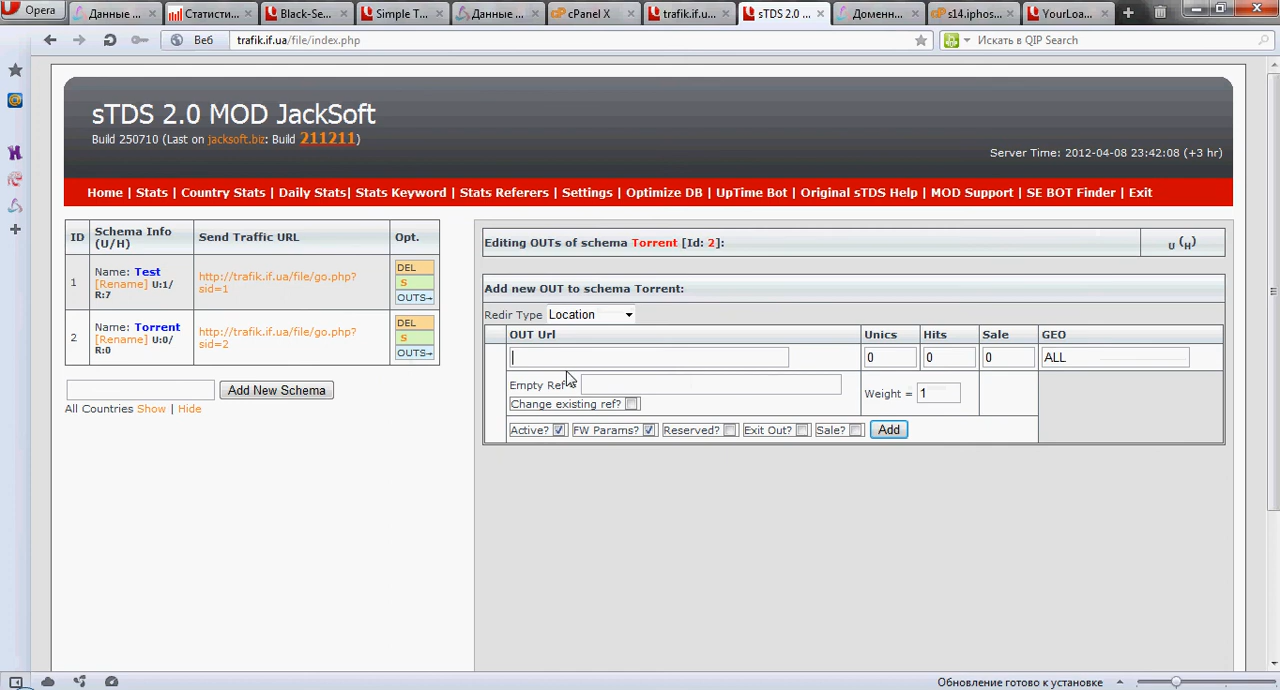 Opera
Данные ...
Статисти...
Black-Se...
Simple T...
Данные ...
cPanel X
trafik.if.u...
sTDS 2.0 ...
Доменн...
s14.iphos...
YourLoa...
Веб
trafik.if.ua/file/index.php
Искать в QIP Search
sTDS 2.0 MOD JackSoft
Build 250710 (Last on jacksoft.biz: Build 211211)
Server Time: 2012-04-08 23:42:08 (+3 hr)
Home | Stats | Country Stats | Daily Stats| Stats Keyword | Stats Referers | Settings | Optimize DB | UpTime Bot | Original sTDS Help | MOD Support | SE BOT Finder | Exit
ID
Schema Info (U/H)
Send Traffic URL
Opt.
1
Name: Test
[Rename] U:1/
R:7
http://trafik.if.ua/file/go.php?
sid=1
DEL
S
OUTS→
2
Name: Torrent
[Rename] U:0/
R:0
http://trafik.if.ua/file/go.php?
sid=2
DEL
S
OUTS→
Add New Schema
All Countries Show | Hide
Editing OUTs of schema Torrent [Id: 2]:
U (H)
Add new OUT to schema Torrent:
Redir Type Location
OUT Url
Unics
Hits
Sale
GEO
0
0
0
ALL
Empty Ref
Weight = 1
Change existing ref?
Active? FW Params? Reserved? Exit Out? Sale? Add
Обновление готово к установке